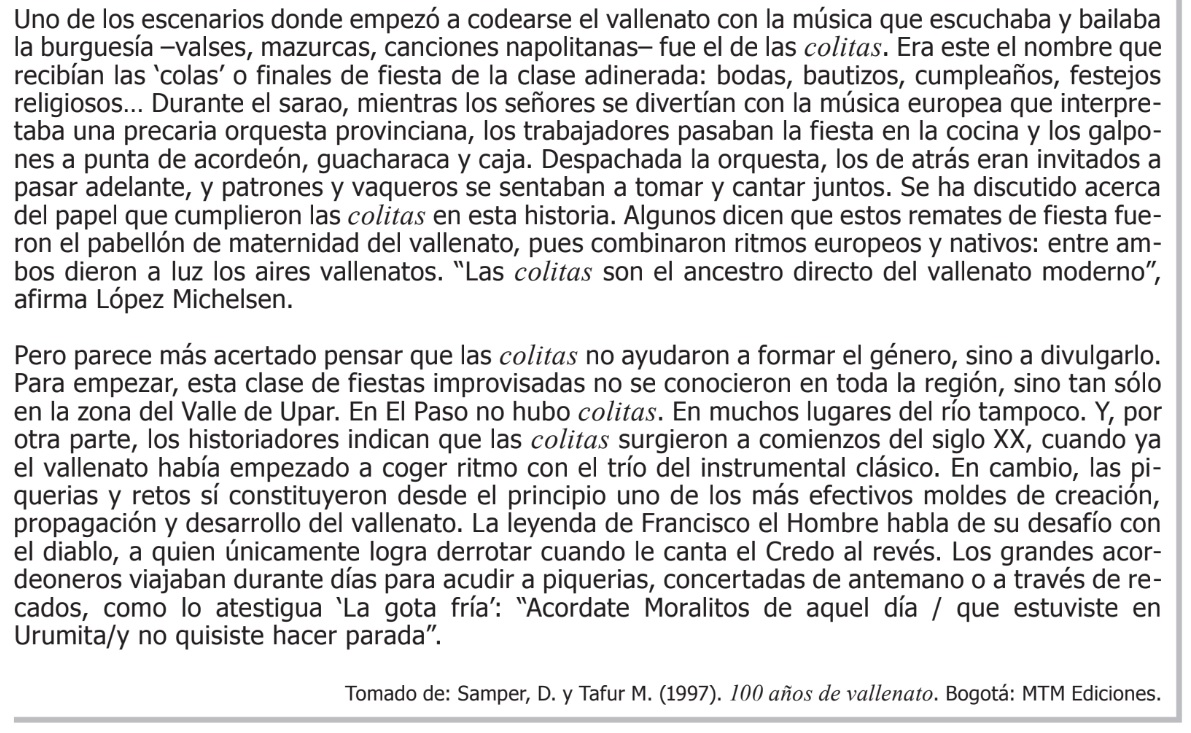 Uno de los escenarios donde empezó a codearse el vallenato con la música que escuchaba y bailaba
la burguesía –valses, mazurcas, canciones napolitanas– fue el de las colitas. Era este el nombre que
recibían las ‘colas’ o finales de fiesta de la clase adinerada: bodas, bautizos, cumpleaños, festejos
religiosos... Durante el sarao, mientras los señores se divertían con la música europea que interpre-
taba una precaria orquesta provinciana, los trabajadores pasaban la fiesta en la cocina y los galpo-
nes a punta de acordeón, guacharaca y caja. Despachada la orquesta, los de atrás eran invitados a
pasar adelante, y patrones y vaqueros se sentaban a tomar y cantar juntos. Se ha discutido acerca
del papel que cumplieron las colitas en esta historia. Algunos dicen que estos remates de fiesta fue-
ron el pabellón de maternidad del vallenato, pues combinaron ritmos europeos y nativos: entre am-
bos dieron a luz los aires vallenatos. “Las colitas son el ancestro directo del vallenato moderno”,
afirma López Michelsen.

Pero parece más acertado pensar que las colitas no ayudaron a formar el género, sino a divulgarlo.
Para empezar, esta clase de fiestas improvisadas no se conocieron en toda la región, sino tan sólo
en la zona del Valle de Upar. En El Paso no hubo colitas. En muchos lugares del río tampoco. Y, por
otra parte, los historiadores indican que las colitas surgieron a comienzos del siglo XX, cuando ya
el vallenato había empezado a coger ritmo con el trío del instrumental clásico. En cambio, las pi-
querias y retos sí constituyeron desde el principio uno de los más efectivos moldes de creación,
propagación y desarrollo del vallenato. La leyenda de Francisco el Hombre habla de su desafío con
el diablo, a quien únicamente logra derrotar cuando le canta el Credo al revés. Los grandes acor-
deoneros viajaban durante días para acudir a piquerias, concertadas de antemano o a través de re-
cados, como lo atestigua ‘La gota fría’: “Acordate Moralitos de aquel día / que estuviste en
Urumita/y no quisiste hacer parada”.

Tomado de: Samper, D. y Tafur M. (1997). 100 años de vallenato. Bogotá: MTM Ediciones.